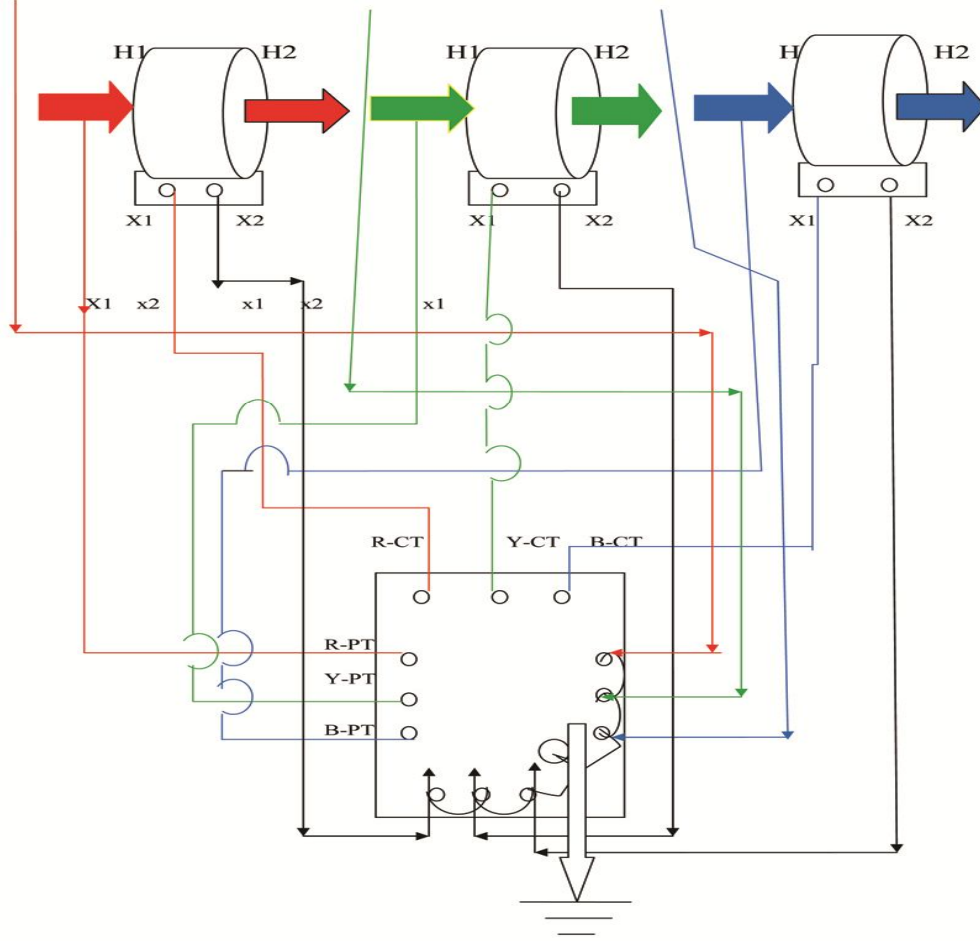 H1 H2 H1 H2 H H2
X1 X2 X1 X2 X1 X2
X1 x2 x1 x2 x1
R-CT Y-CT B-CT
R-PT
Y-PT
B-PT